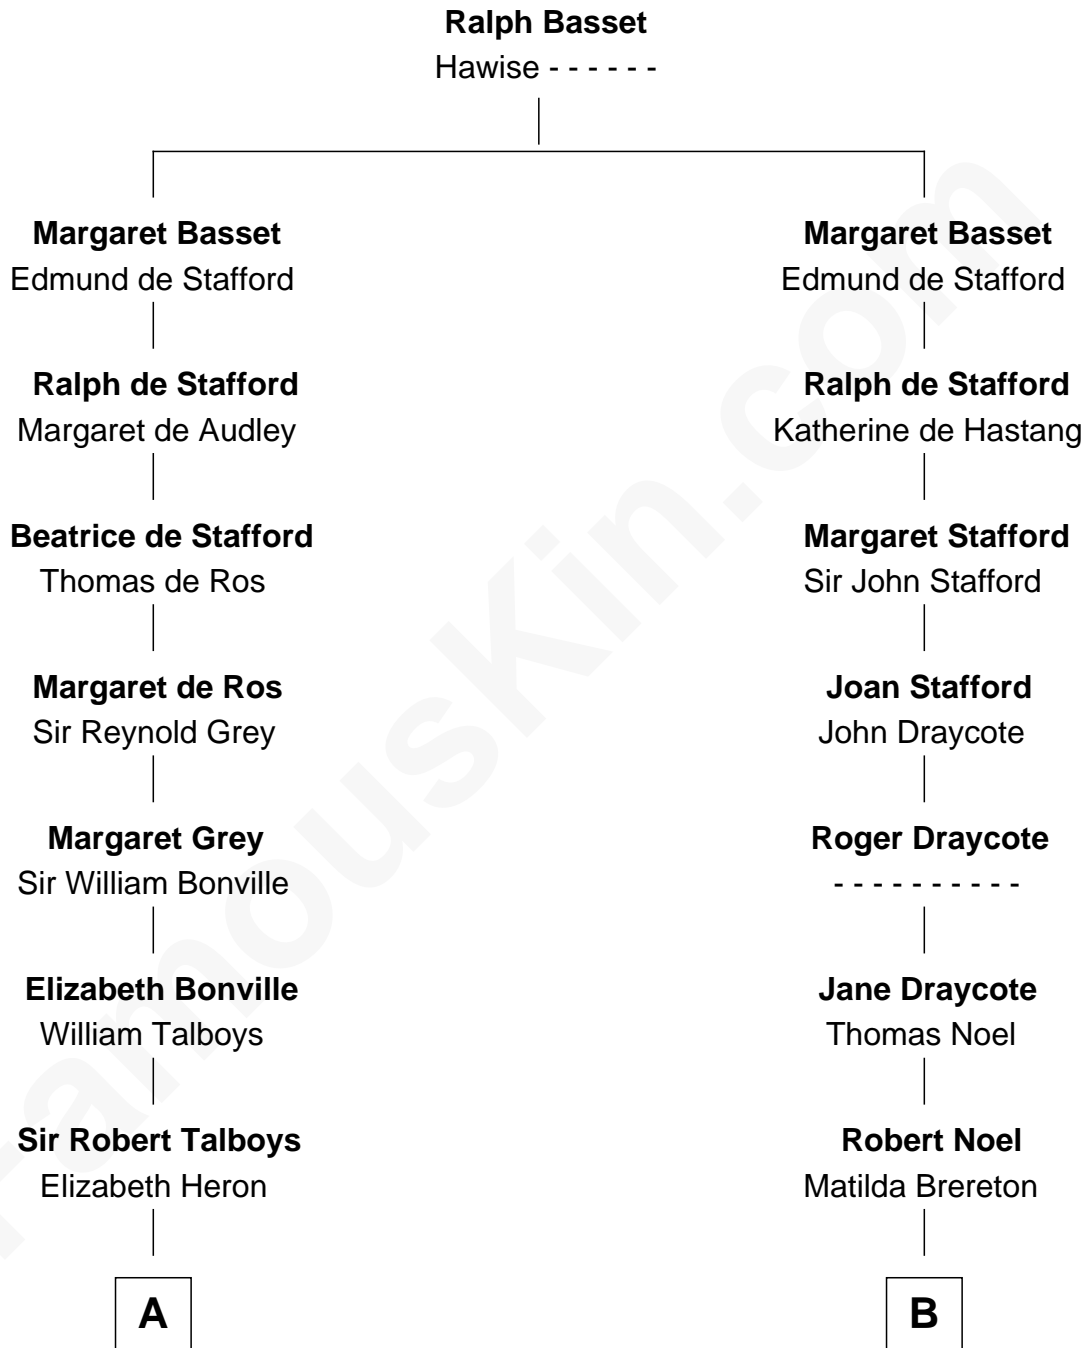 Ralph Basset
Hawise - - - - - -
Margaret Basset
Edmund de Stafford
Margaret Basset
Edmund de Stafford
Ralph de Stafford
Margaret de Audley
Ralph de Stafford
Katherine de Hastang
Beatrice de Stafford
Thomas de Ros
Margaret Stafford
Sir John Stafford
Margaret de Ros
Sir Reynold Grey
Joan Stafford
John Draycote
Margaret Grey
Sir William Bonville
Roger Draycote
- - - - - - - - - -
Elizabeth Bonville
William Talboys
Jane Draycote
Thomas Noel
Sir Robert Talboys
Elizabeth Heron
Robert Noel
Matilda Brereton
A
B
FamousKin.com